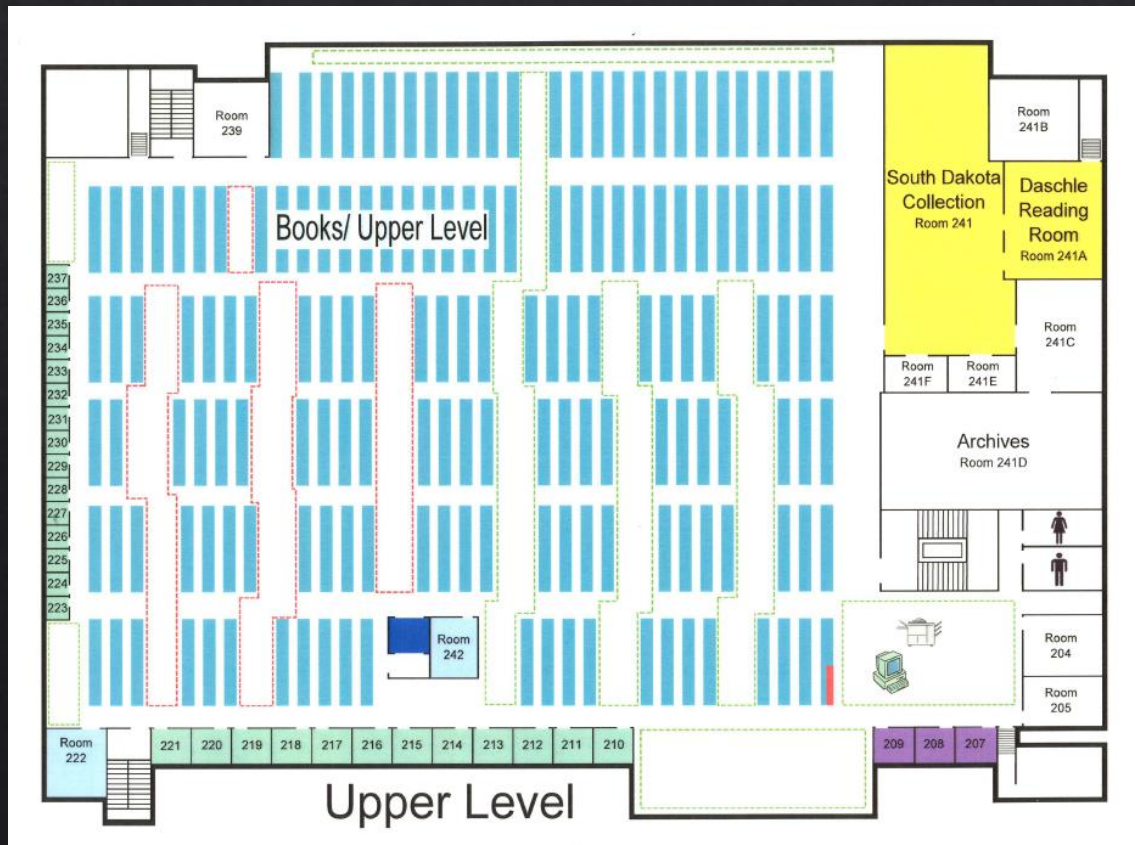 Room
239
Room
241B
South Dakota
Collection
Room 241
Daschle
Reading
Room
Room 241A
Books/ Upper Level
237
236
235
234
233
232
231
230
229
228
227
226
225
224
223
Room
241C
Room
241F
Room
241E
Archives
Room 241D
Room
242
Room
204
Room
205
Room
222
221
220
219
218
217
216
215
214
213
212
211
210
209
208
207
Upper Level